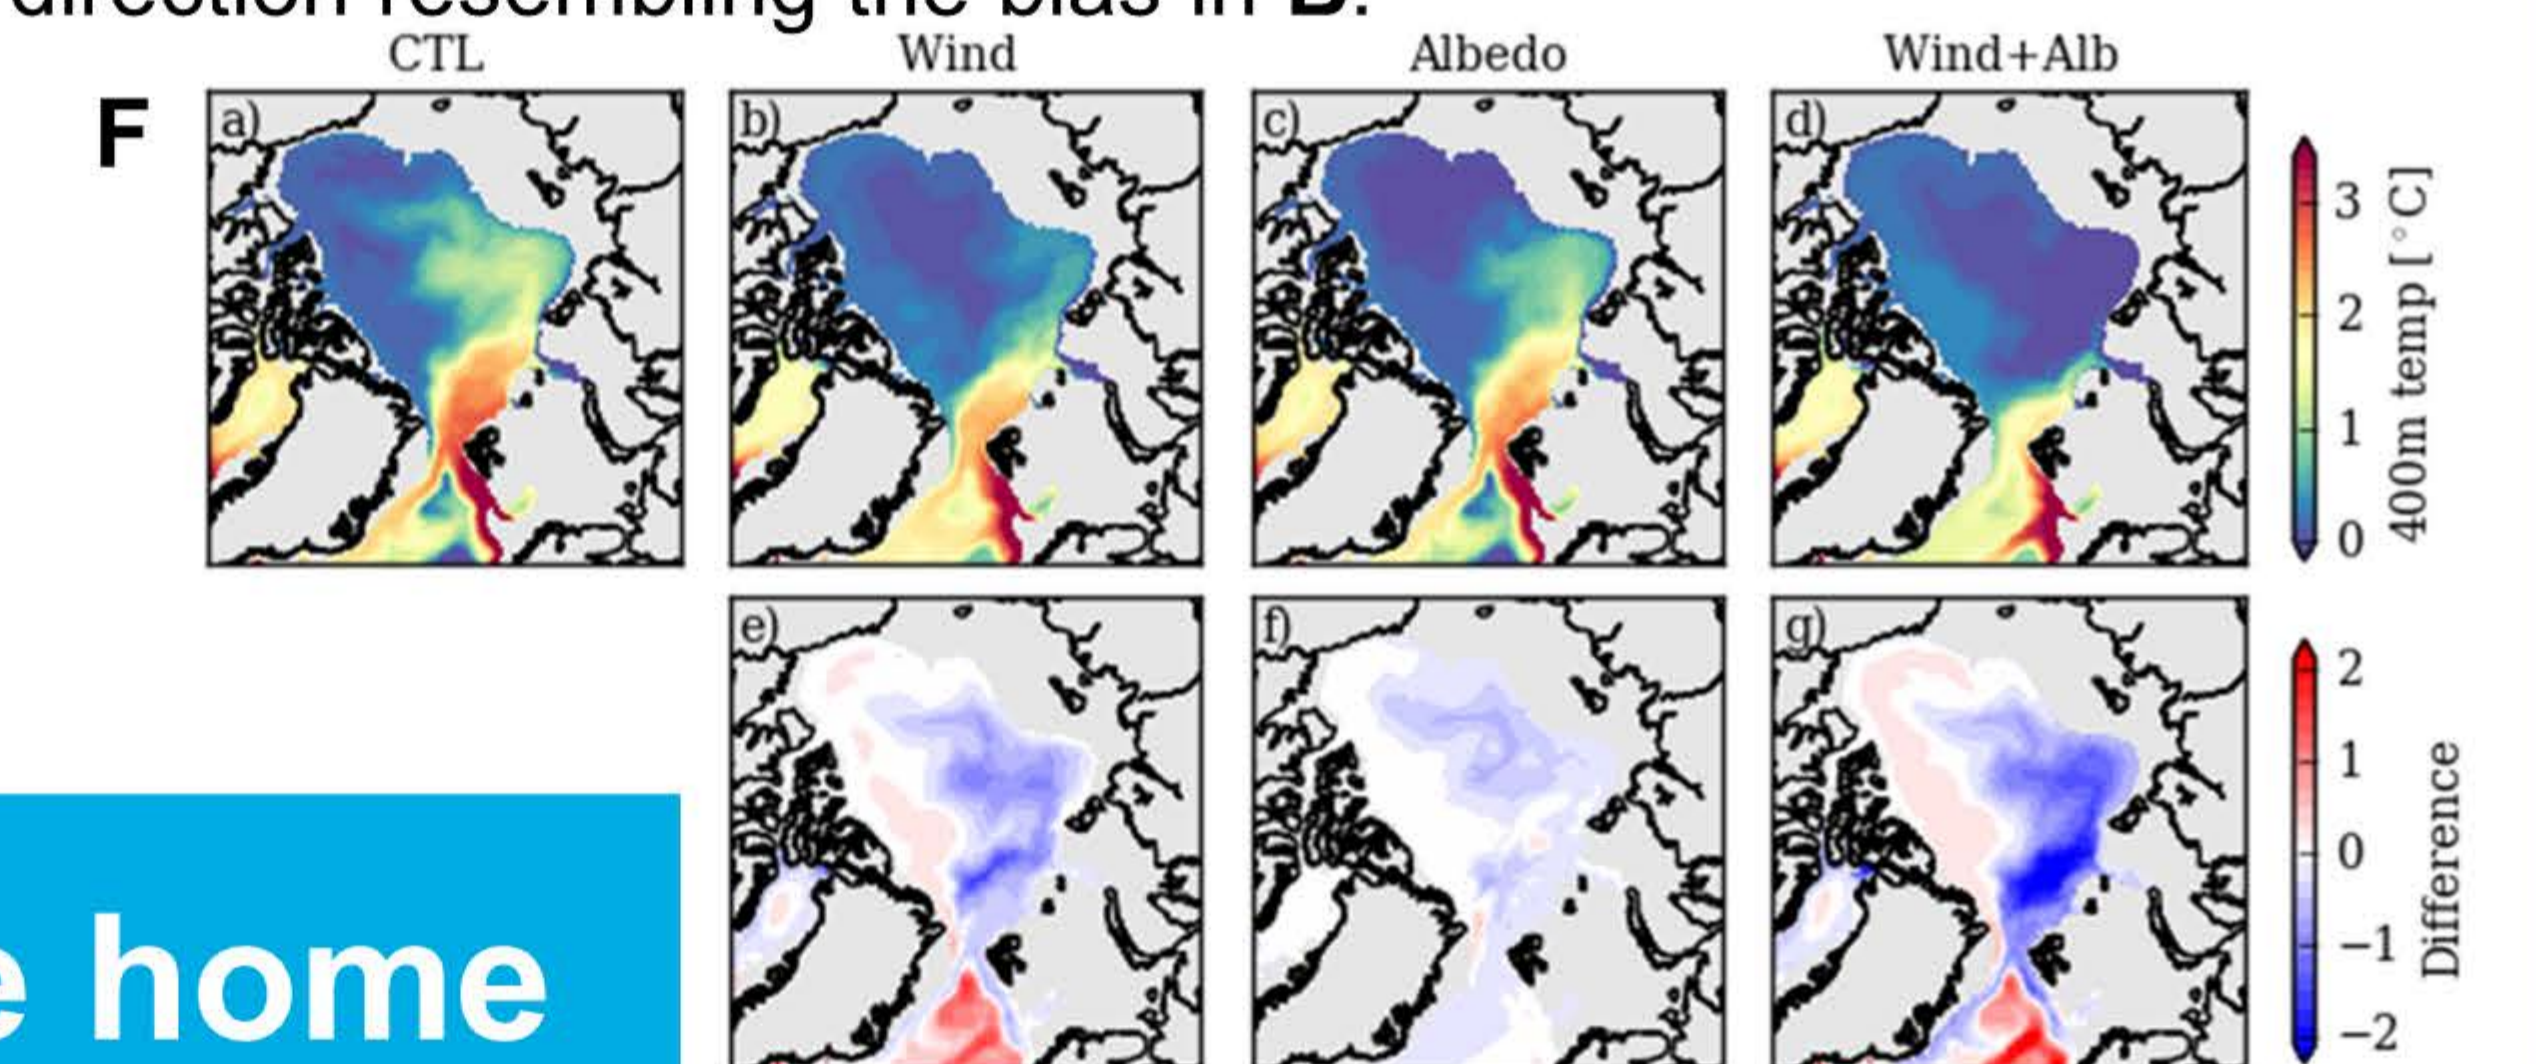 direction resembling the bias in B.
CTL Wind Albedo Wind+Alb
F
a) b) c) d)
3
2
1
0
400m temp [°C]
e) f) g)
2
1
0
−1
−2
Difference
e home